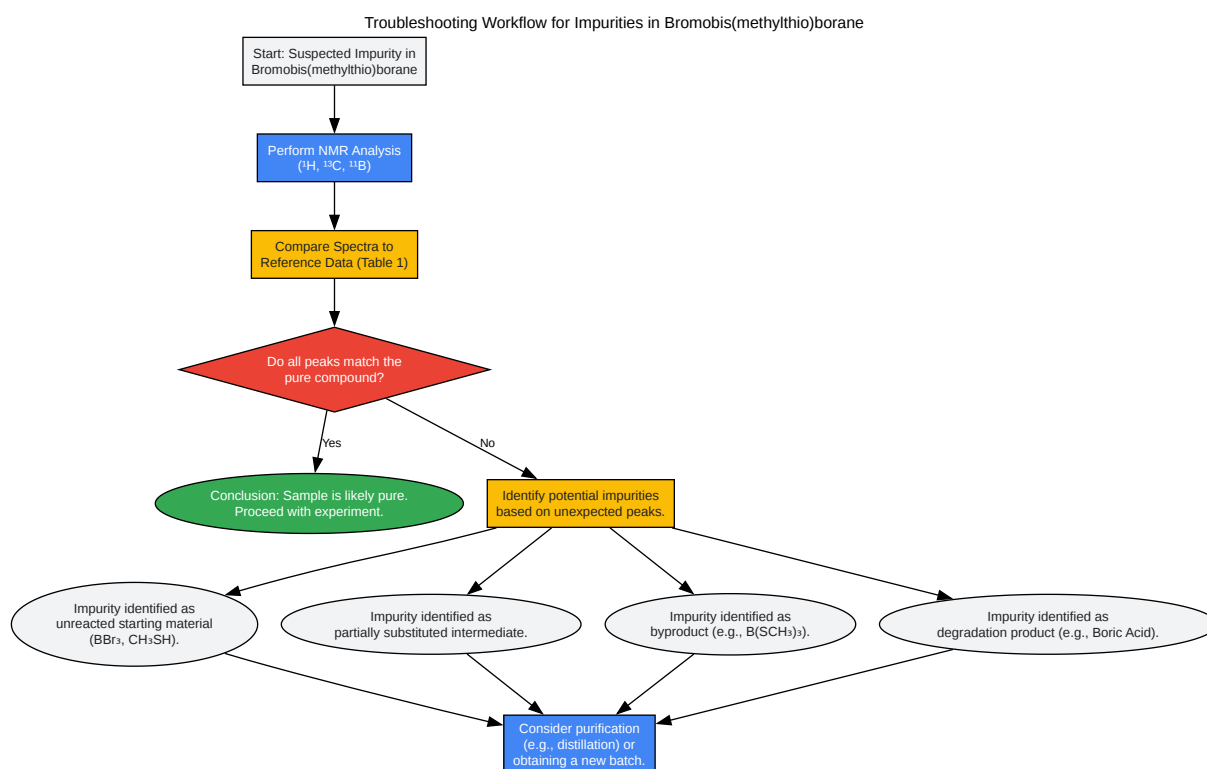 Troubleshooting Workflow for Impurities in Bromobis(methylthio)borane
Start: Suspected Impurity in
Bromobis(methylthio)borane
Perform NMR Analysis
(¹H, ¹³C, ¹¹B)
Compare Spectra to
Reference Data (Table 1)
Do all peaks match the
pure compound?
Yes
No
Conclusion: Sample is likely pure.
Proceed with experiment.
Identify potential impurities
based on unexpected peaks.
Impurity identified as
unreacted starting material
(BBr₃, CH₃SH).
Impurity identified as
partially substituted intermediate.
Impurity identified as
byproduct (e.g., B(SCH₃)₃).
Impurity identified as
degradation product (e.g., Boric Acid).
Consider purification
(e.g., distillation) or
obtaining a new batch.